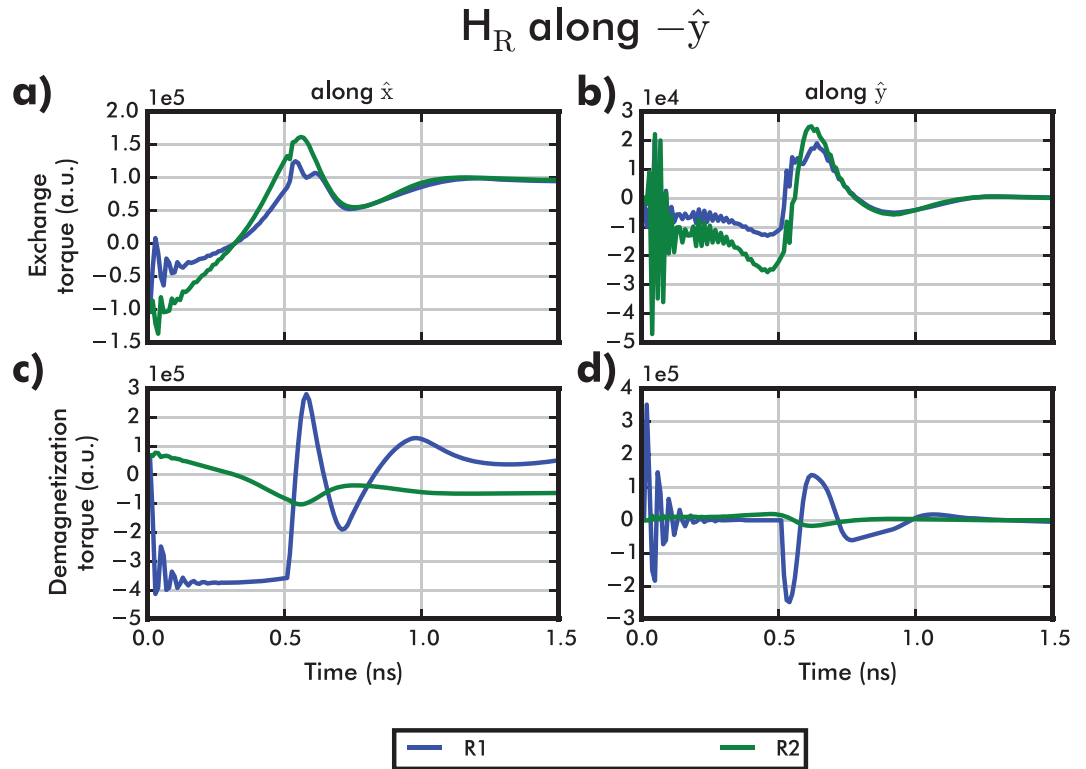 H_R along −ŷ
a)
1e5
along x̂
b)
1e4
along ŷ
2.0
1.5
1.0
0.5
0.0
−0.5
−1.0
−1.5
Exchange
torque (a.u.)
3
2
1
0
−1
−2
−3
−4
−5
c)
1e5
d)
1e5
3
2
1
0
−1
−2
−3
−4
−5
Demagnetization
torque (a.u.)
4
3
2
1
0
−1
−2
−3
0.0 0.5 1.0 1.5
0.0 0.5 1.0 1.5
Time (ns)
Time (ns)
R1
R2